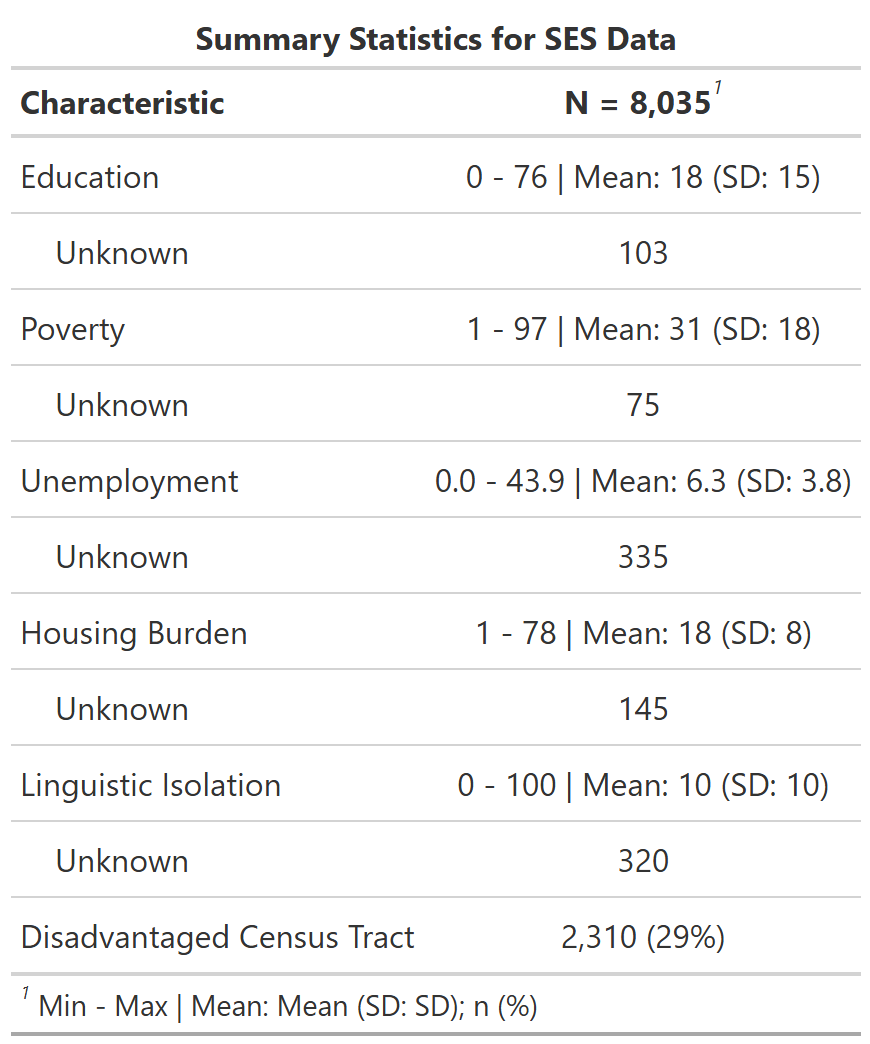 Summary Statistics for SES Data
Characteristic N = 8,035¹
Education 0 - 76 | Mean: 18 (SD: 15)
Unknown 103
Poverty 1 - 97 | Mean: 31 (SD: 18)
Unknown 75
Unemployment 0.0 - 43.9 | Mean: 6.3 (SD: 3.8)
Unknown 335
Housing Burden 1 - 78 | Mean: 18 (SD: 8)
Unknown 145
Linguistic Isolation 0 - 100 | Mean: 10 (SD: 10)
Unknown 320
Disadvantaged Census Tract 2,310 (29%)
¹ Min - Max | Mean: Mean (SD: SD); n (%)